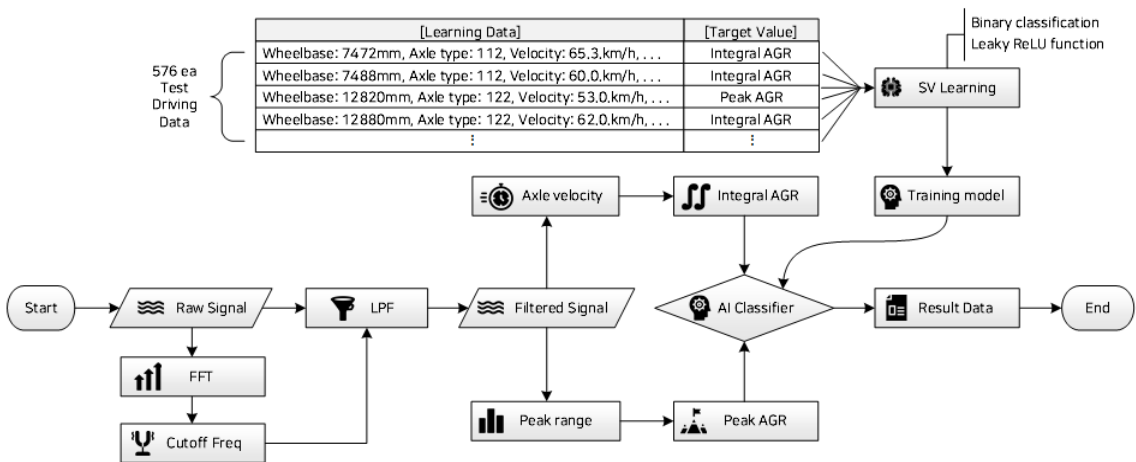 [Learning Data] [Target Value]
Wheelbase: 7472mm, Axle type: 112, Velocity: 65.3.km/h, . . . Integral AGR
Wheelbase: 7488mm, Axle type: 112, Velocity: 60.0.km/h, . . . Integral AGR
Wheelbase: 12820mm, Axle type: 122, Velocity: 53.0.km/h, . . . Peak AGR
Wheelbase: 12880mm, Axle type: 122, Velocity: 62.0.km/h, . . . Integral AGR
⋮ ⋮
576 ea
Test
Driving
Data
Binary classification
Leaky ReLU function
SV Learning
Axle velocity
Integral AGR
Training model
Start
Raw Signal
LPF
Filtered Signal
AI Classifier
Result Data
End
FFT
Cutoff Freq
Peak range
Peak AGR